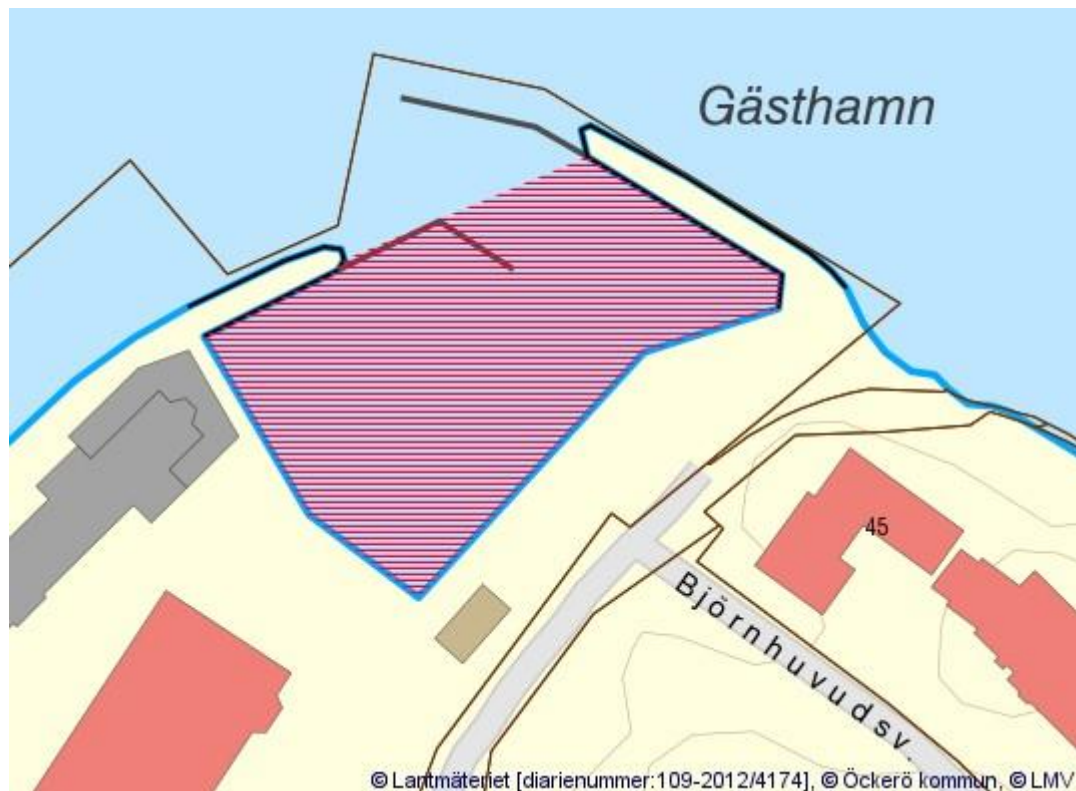 Gästhamn
45
Björnhuvudsv.
© Lantmäteriet [diarienummer:109-2012/4174], © Öckerö kommun, © LMV